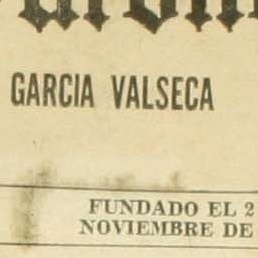 GARCIA VALSECA
FUNDADO EL 2
NOVIEMBRE DE